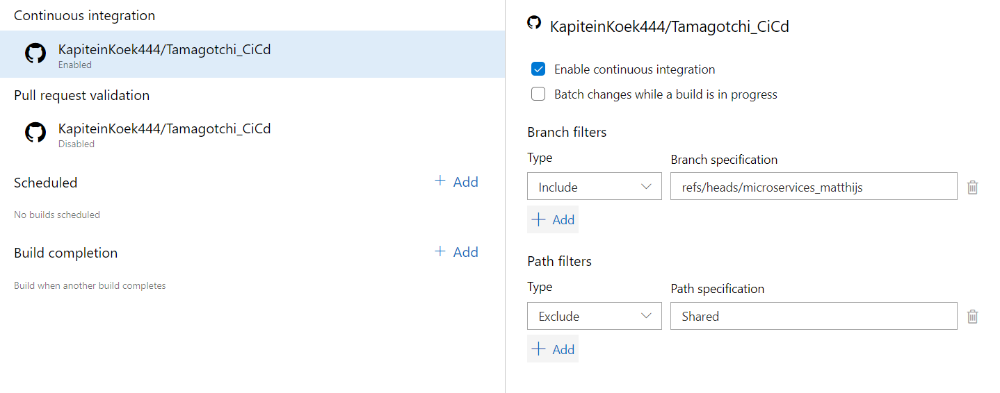 Continuous integration
KapiteinKoek444/Tamagotchi_CiCd
Enabled
Pull request validation
KapiteinKoek444/Tamagotchi_CiCd
Disabled
Scheduled
+ Add
No builds scheduled
Build completion
+ Add
Build when another build completes
KapiteinKoek444/Tamagotchi_CiCd
Enable continuous integration
Batch changes while a build is in progress
Branch filters
Type Branch specification
Include refs/heads/microservices_matthijs
+ Add
Path filters
Type Path specification
Exclude Shared
+ Add